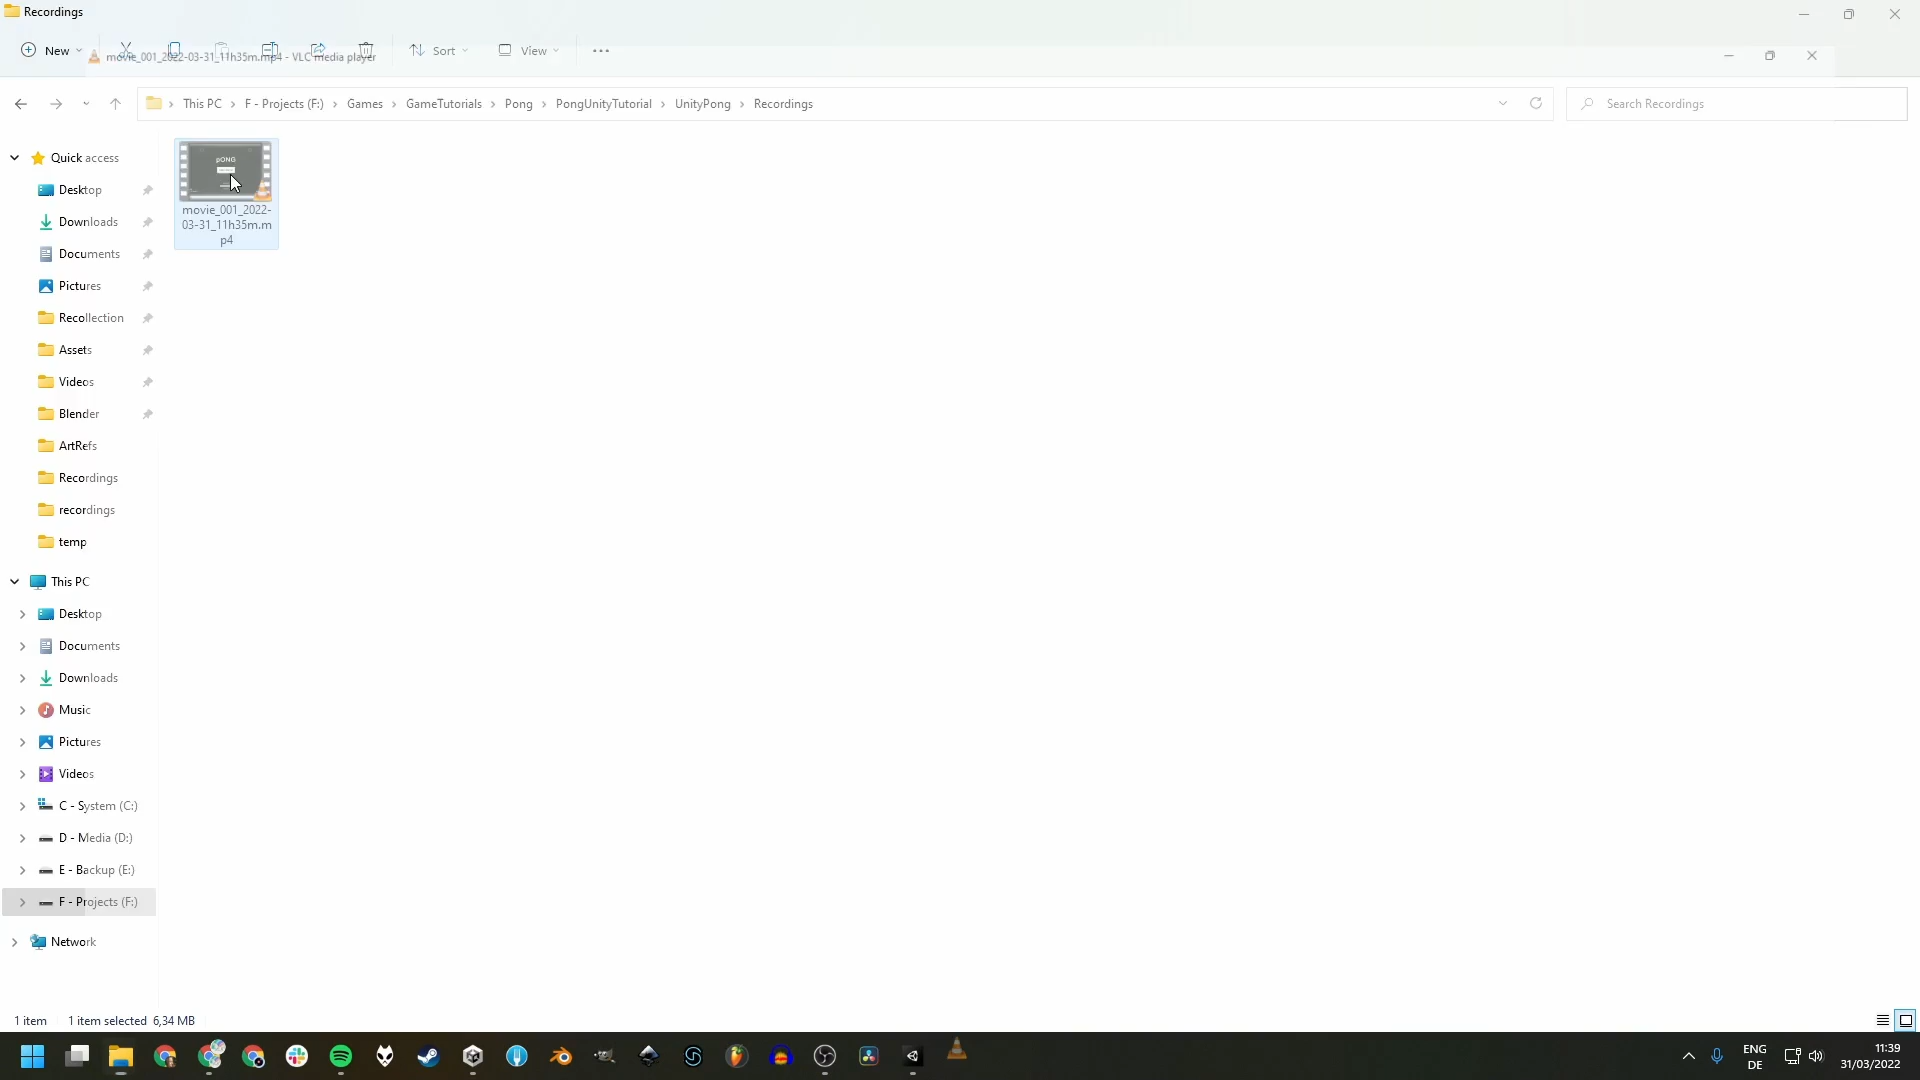 Recordings
New
Sort
View
movie_001_2022-03-31_11h35m.mp4 - VLC media player
This PC > F - Projects (F:) > Games > GameTutorials > Pong > PongUnityTutorial > UnityPong > Recordings
Search Recordings
Quick access
Desktop
Downloads
Documents
Pictures
Recollection
Assets
Videos
Blender
ArtRefs
Recordings
recordings
temp
This PC
Desktop
Documents
Downloads
Music
Pictures
Videos
C - System (C:)
D - Media (D:)
E - Backup (E:)
F - Projects (F:)
Network
pONG
movie_001_2022-
03-31_11h35m.m
p4
1 item
1 item selected 6,34 MB
ENG
DE
11:39
31/03/2022